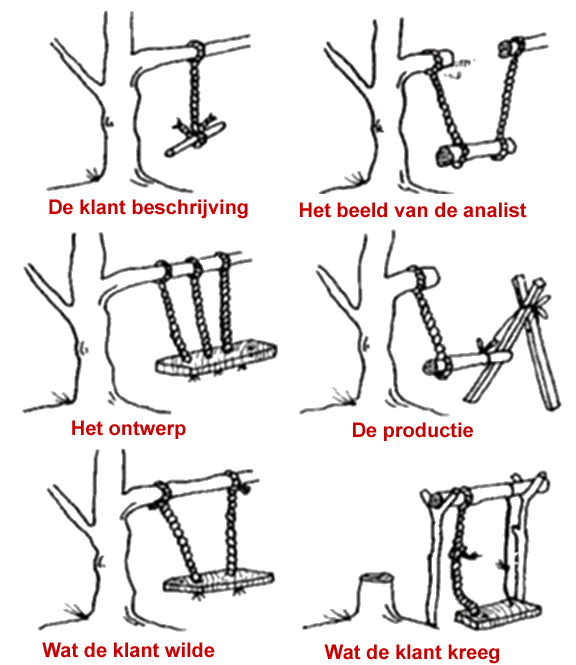 De klant beschrijving
Het beeld van de analist
Het ontwerp
De productie
Wat de klant wilde
Wat de klant kreeg